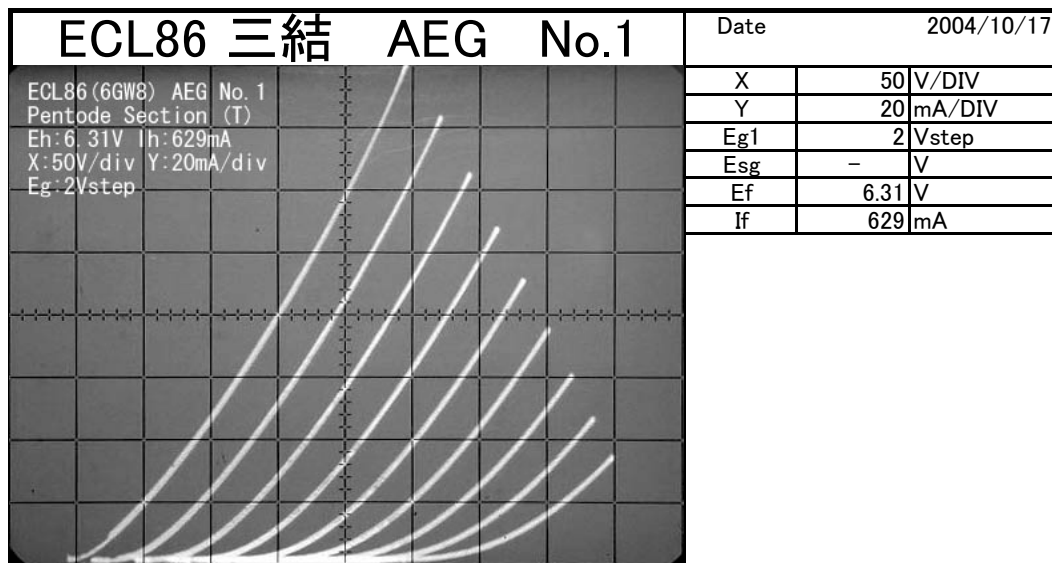 ECL86 三結 AEG No.1
Date 2004/10/17
X 50 V/DIV
Y 20 mA/DIV
Eg1 2 Vstep
Esg － V
Ef 6.31 V
If 629 mA
ECL86(6GW8) AEG No.1
Pentode Section (T)
Eh:6.31V Ih:629mA
X:50V/div Y:20mA/div
Eg:2Vstep